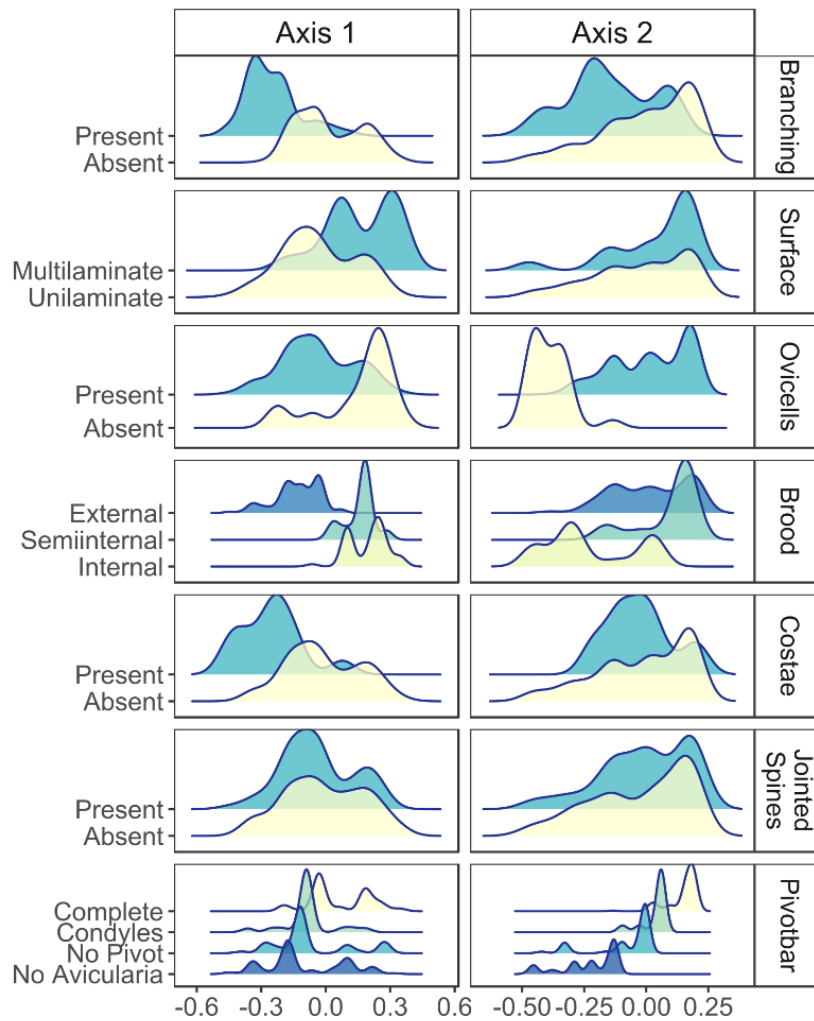 Axis 1
Axis 2
Present
Absent
Branching
Multilaminate
Unilaminate
Surface
Present
Absent
Ovicells
External
Semiinternal
Internal
Brood
Present
Absent
Costae
Present
Absent
Jointed
Spines
Complete
Condyles
No Pivot
No Avicularia
Pivotbar
-0.6 -0.3 0.0 0.3 0.6 -0.50 -0.25 0.00 0.25